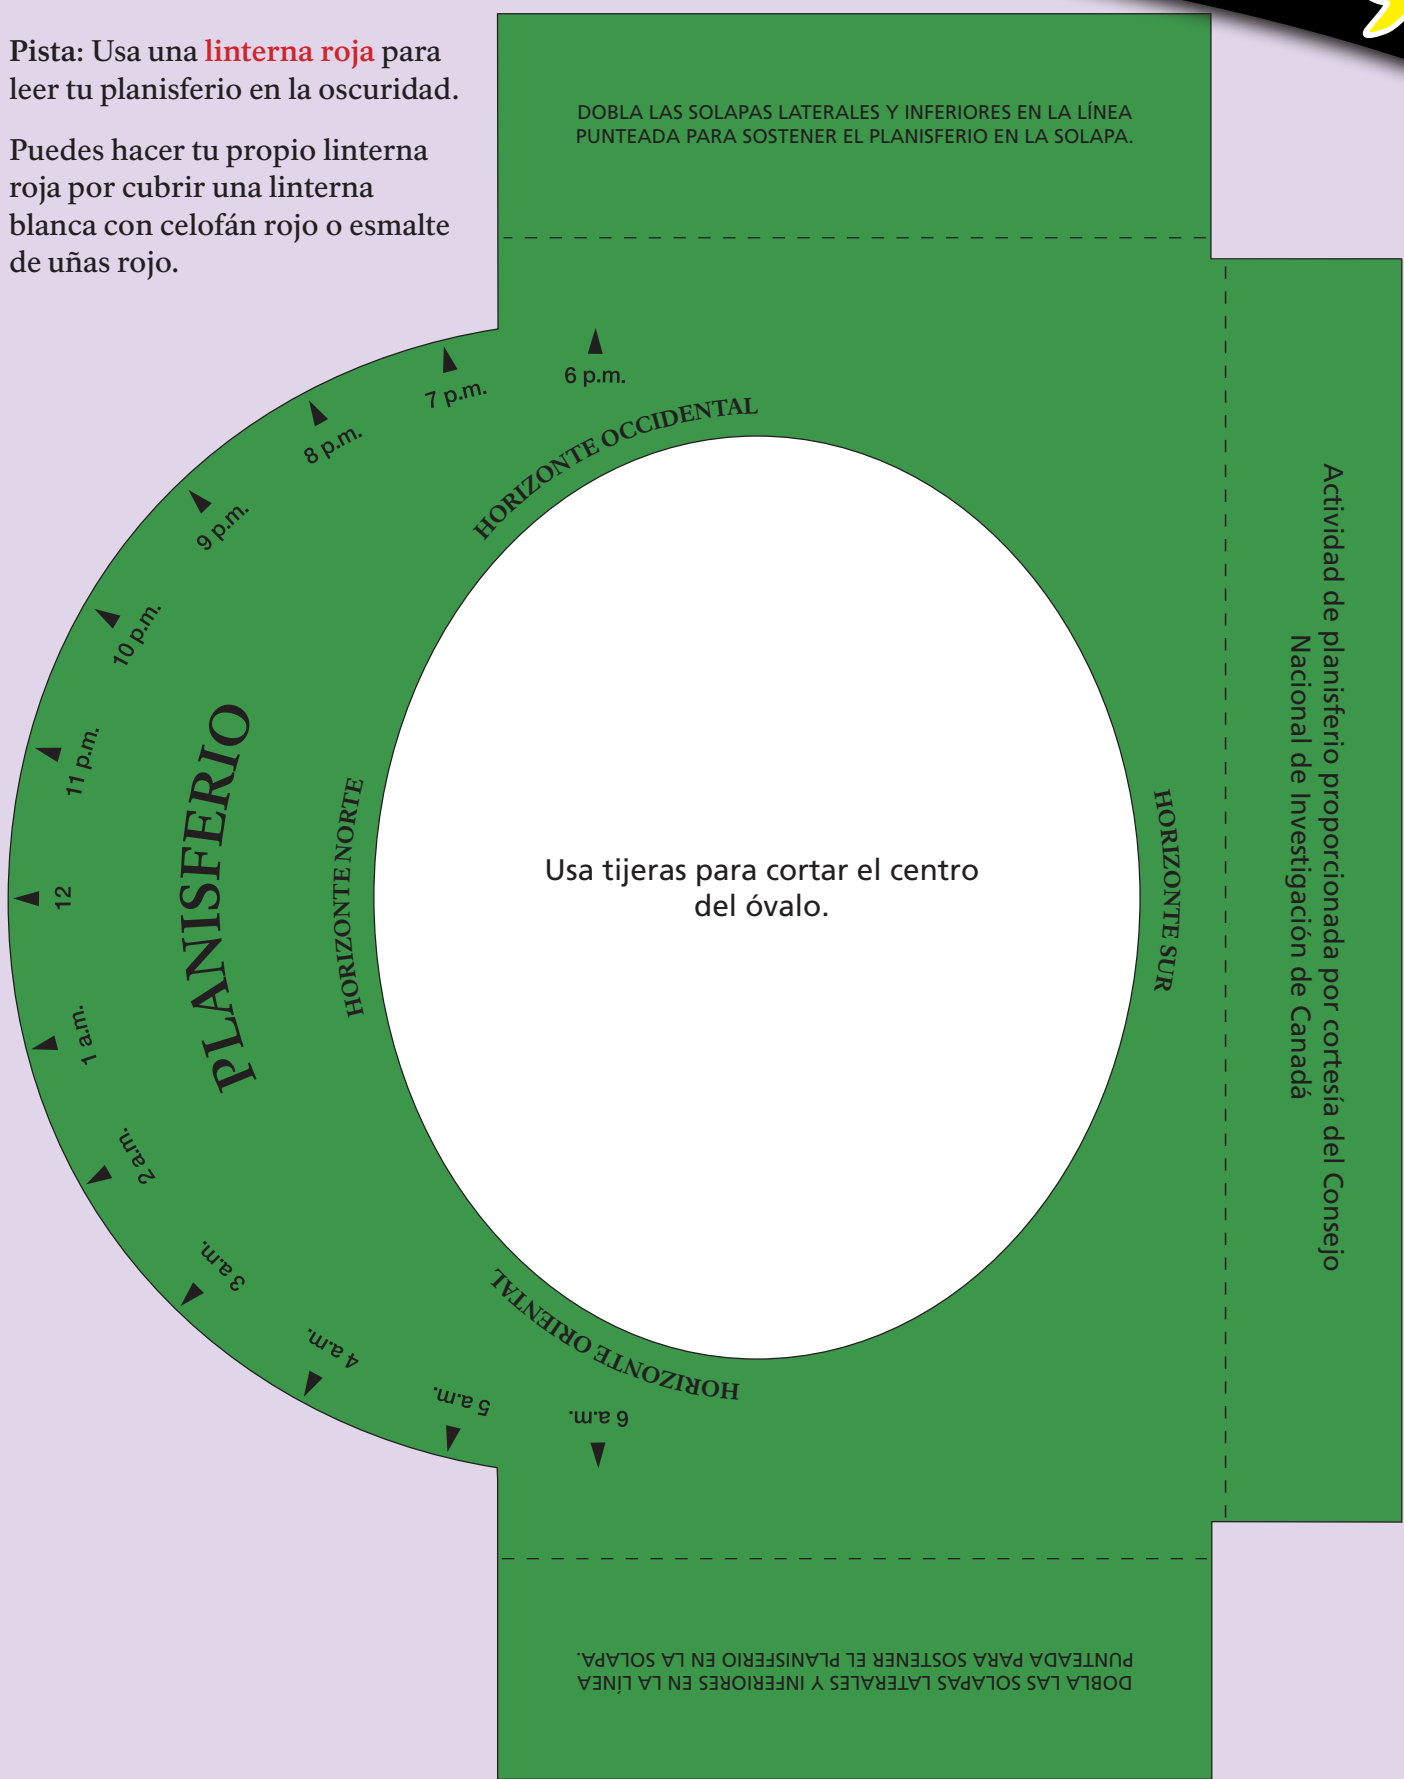 Pista: Usa una linterna roja para
leer tu planisferio en la oscuridad.
Puedes hacer tu propio linterna
roja por cubrir una linterna
blanca con celofán rojo o esmalte
de uñas rojo.
DOBLA LAS SOLAPAS LATERALES Y INFERIORES EN LA LÍNEA
PUNTEADA PARA SOSTENER EL PLANISFERIO EN LA SOLAPA.
6 p.m.
7 p.m.
8 p.m.
9 p.m.
10 p.m.
11 p.m.
12
1 a.m.
2 a.m.
3 a.m.
4 a.m.
5 a.m.
6 a.m.
HORIZONTE OCCIDENTAL
PLANISFERIO
HORIZONTE NORTE
Usa tijeras para cortar el centro
del óvalo.
HORIZONTE SUR
HORIZONTE ORIENTAL
Actividad de planisferio proporcionada por cortesía del Consejo
Nacional de Investigación de Canadá
DOBLA LAS SOLAPAS LATERALES Y INFERIORES EN LA LÍNEA
PUNTEADA PARA SOSTENER EL PLANISFERIO EN LA SOLAPA.